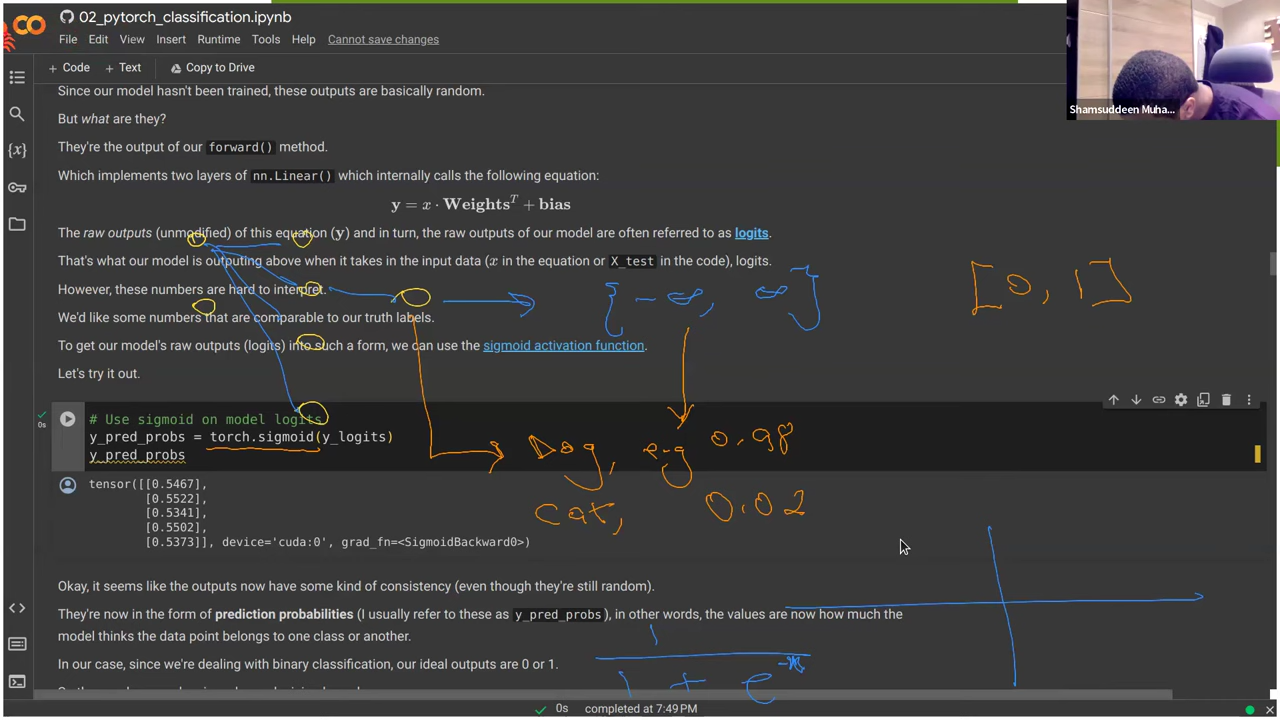 02_pytorch_classification.ipynb
File Edit View Insert Runtime Tools Help Cannot save changes
+ Code + Text Copy to Drive
Shamsuddeen Muha...
Since our model hasn't been trained, these outputs are basically random.
But what are they?
They're the output of our forward() method.
Which implements two layers of nn.Linear() which internally calls the following equation:
y = x · Weights^T + bias
The raw outputs (unmodified) of this equation (y) and in turn, the raw outputs of our model are often referred to as logits.
That's what our model is outputing above when it takes in the input data (x in the equation or X_test in the code), logits.
However, these numbers are hard to interpret.
{-∞, ∞}
[0, 1]
We'd like some numbers that are comparable to our truth labels.
To get our model's raw outputs (logits) into such a form, we can use the sigmoid activation function.
Let's try it out.
0s
# Use sigmoid on model logits
y_pred_probs = torch.sigmoid(y_logits)
y_pred_probs
Dog, e.g 0.98
Cat, 0.02
tensor([[0.5467],
[0.5522],
[0.5341],
[0.5502],
[0.5373]], device='cuda:0', grad_fn=<SigmoidBackward0>)
Okay, it seems like the outputs now have some kind of consistency (even though they're still random).
They're now in the form of prediction probabilities (I usually refer to these as y_pred_probs), in other words, the values are now how much the
model thinks the data point belongs to one class or another.
In our case, since we're dealing with binary classification, our ideal outputs are 0 or 1.
1
1 + e
0s completed at 7:49 PM